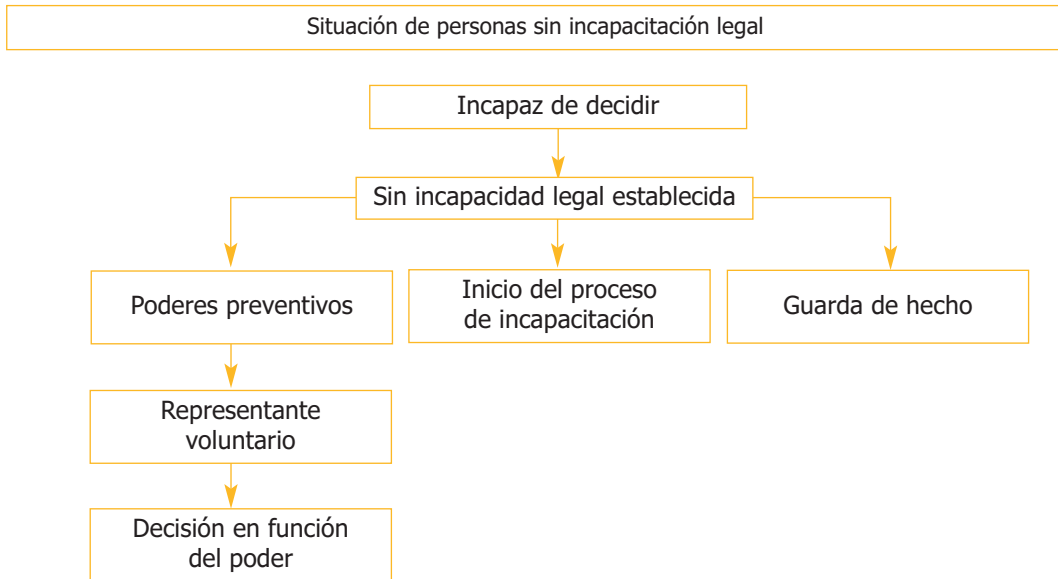 Situación de personas sin incapacitación legal
Incapaz de decidir
Sin incapacidad legal establecida
Poderes preventivos
Inicio del proceso
de incapacitación
Guarda de hecho
Representante
voluntario
Decisión en función
del poder